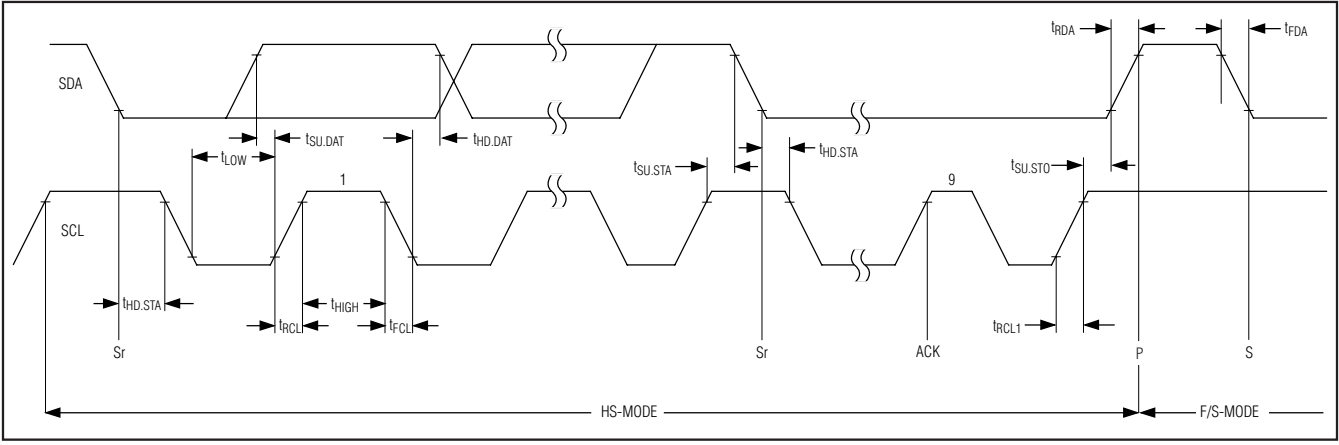 tRDA
tFDA
SDA
tSU.DAT
tHD.DAT
tLOW
tHD.STA
tSU.STA
tSU.STO
1
9
SCL
tHD.STA
tHIGH
tRCL
tFCL
tRCL1
Sr
Sr
ACK
P
S
HS-MODE
F/S-MODE